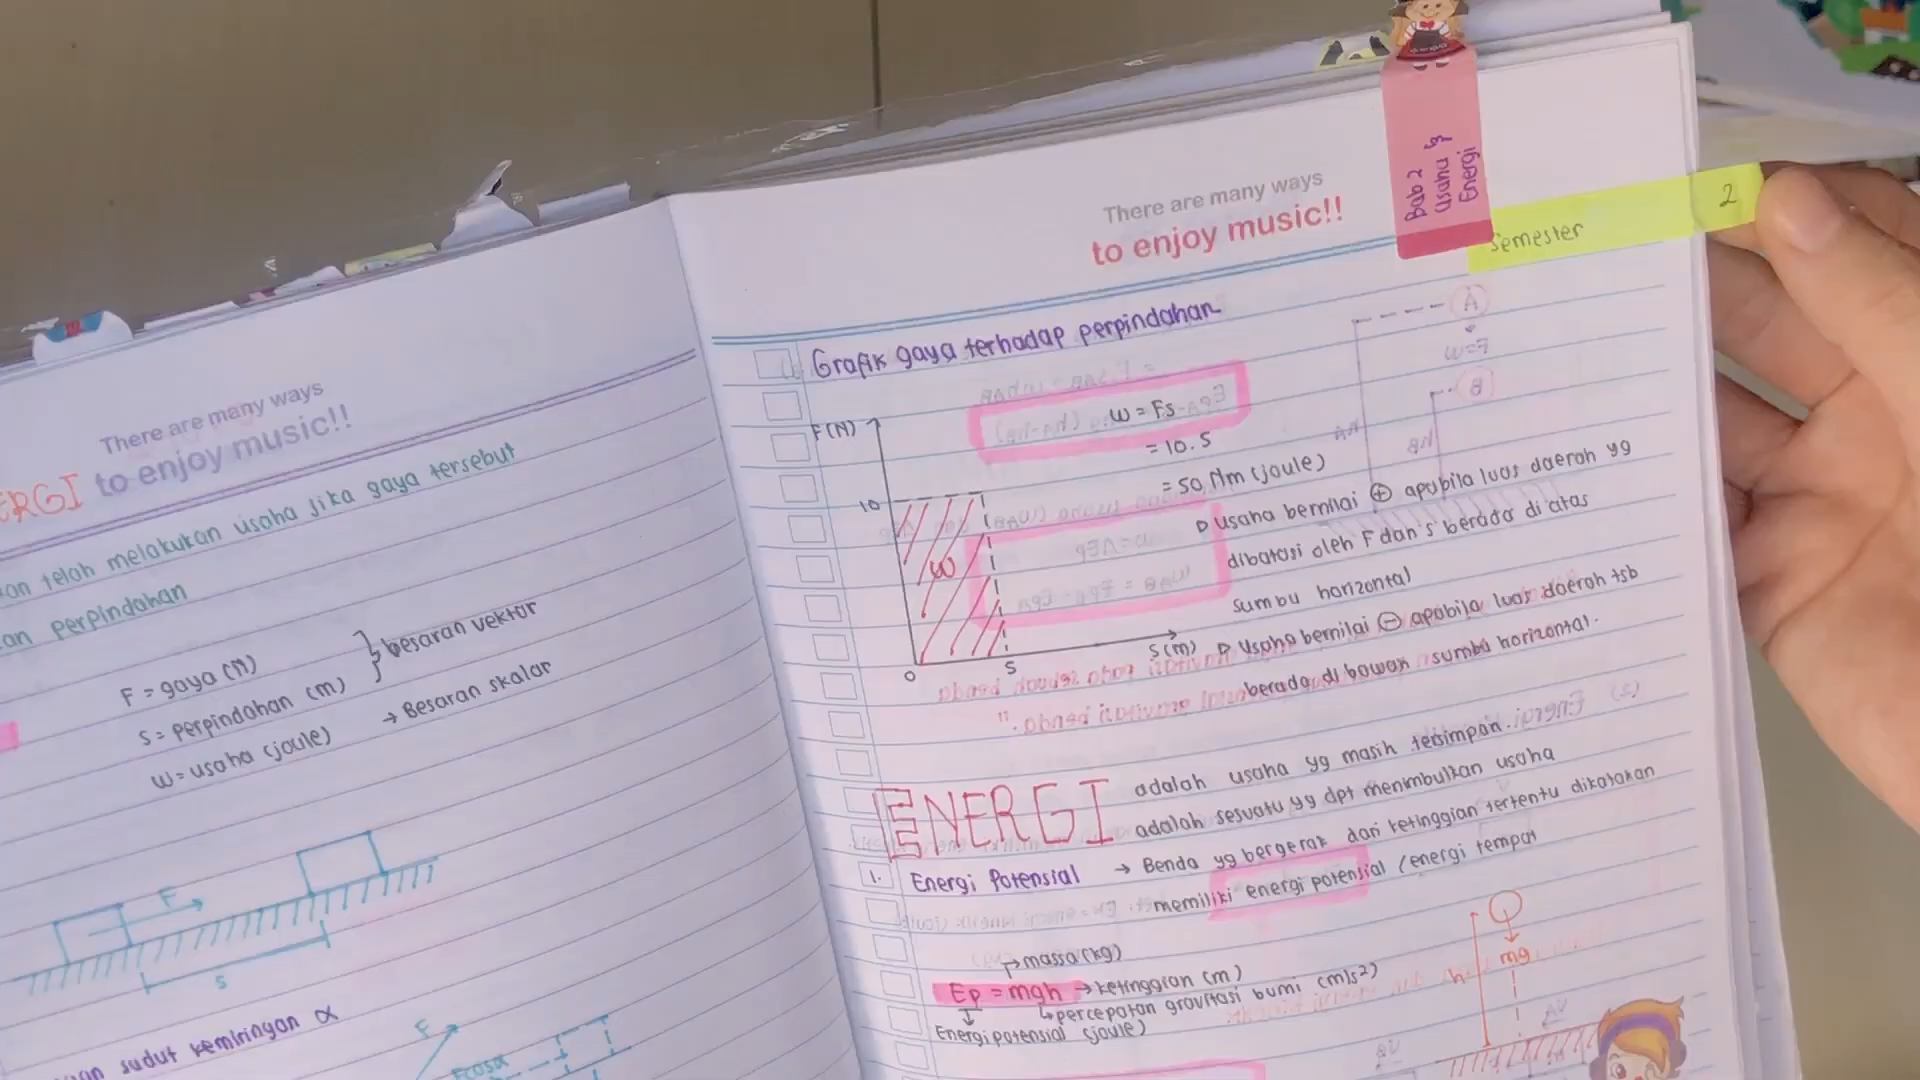 There are many ways
to enjoy music!!
ERGI
telah melakukan usaha jika gaya tersebut
perpindahan
F = gaya (N)
s = perpindahan (m)
} besaran vektor
W = usaha (joule) → Besaran skalar
F
s
sudut kemiringan α
F
Fcosα
Bab 2
Usaha &
Energi
Semester 2
There are many ways
to enjoy music!!
Grafik gaya terhadap perpindahan
F(N)
10
W
0
5
S(m)
W = Fs
= 10.5
= 50 Nm (joule)
▷ Usaha bernilai ⊕ apabila luas daerah yg
dibatasi oleh F dan s berada di atas
sumbu horizontal
▷ Usaha bernilai ⊖ apabila luas daerah tsb
berada di bawah sumbu horizontal.
ENERGI
adalah usaha yg masih tersimpan.
adalah sesuatu yg dpt menimbulkan usaha
1. Energi Potensial → Benda yg bergerak dari ketinggian tertentu dikatakan
memiliki energi potensial (energi tempat
massa (kg)
Ep = mgh → ketinggian (m)
percepatan gravitasi bumi (m/s²)
Energi potensial (joule)
h
mg